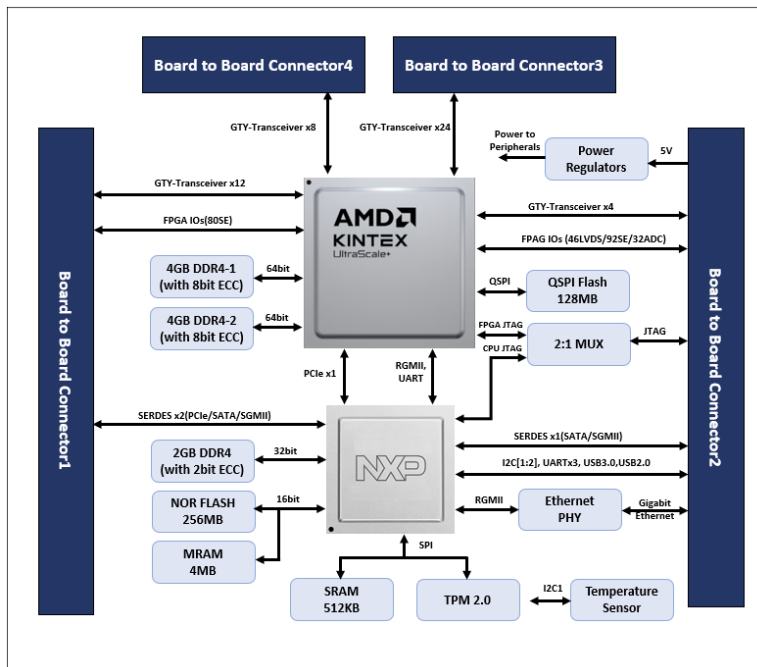 Board to Board Connector4
Board to Board Connector3
GTY-Transceiver x8
GTY-Transceiver x24
Power to
Peripherals
Power
Regulators
5V
GTY-Transceiver x12
GTY-Transceiver x4
FPGA IOs(80SE)
FPAG IOs (46LVDS/92SE/32ADC)
AMD
KINTEX
UltraScale+
4GB DDR4-1
(with 8bit ECC)
64bit
QSPI
QSPI Flash
128MB
4GB DDR4-2
(with 8bit ECC)
64bit
FPGA JTAG
CPU JTAG
2:1 MUX
JTAG
PCIe x1
RGMII,
UART
Board to Board Connector1
Board to Board Connector2
SERDES x2(PCIe/SATA/SGMII)
SERDES x1(SATA/SGMII)
2GB DDR4
(with 2bit ECC)
32bit
NXP
I2C[1:2], UARTx3, USB3.0,USB2.0
NOR FLASH
256MB
16bit
RGMII
Ethernet
PHY
Gigabit
Ethernet
MRAM
4MB
SPI
SRAM
512KB
TPM 2.0
I2C1
Temperature
Sensor